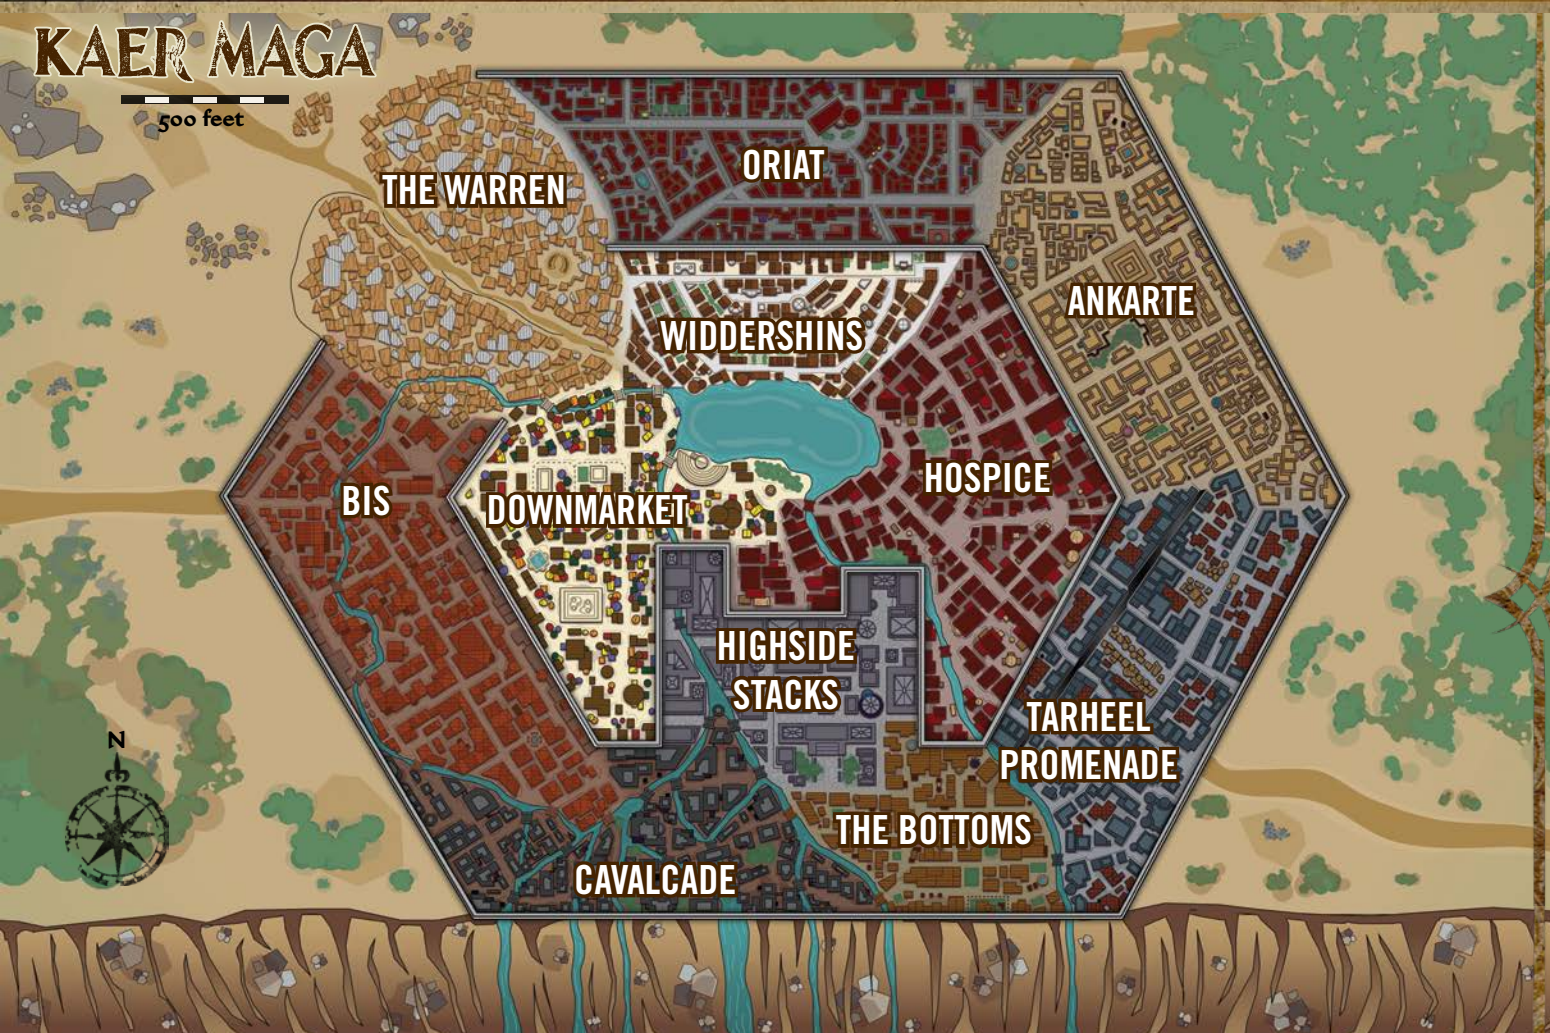 KAER MAGA
500 feet
THE WARREN
ORIAT
ANKARTE
WIDDERSHINS
HOSPICE
BIS
DOWNMARKET
HIGHSIDE
STACKS
TARHEEL
PROMENADE
N
THE BOTTOMS
CAVALCADE